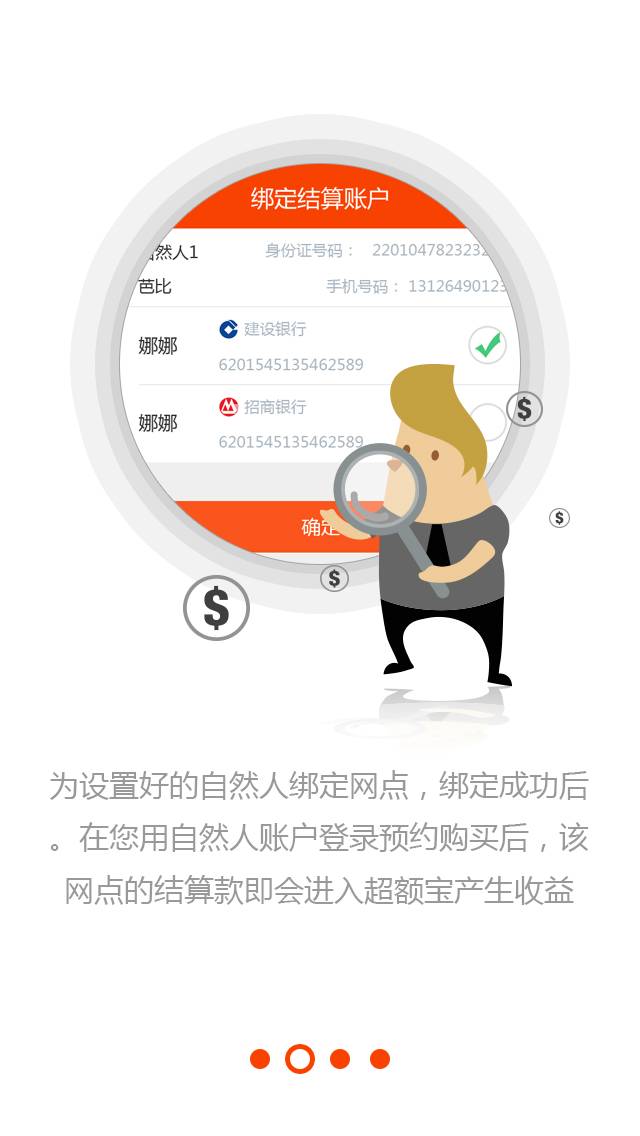 绑定结算账户
自然人1 身份证号码： 2201047823232
芭比 手机号码： 13126490123
娜娜 建设银行
6201545135462589
娜娜 招商银行
6201545135462589
确定
$
$
$
$
为设置好的自然人绑定网点，绑定成功后
。在您用自然人账户登录预约购买后，该
网点的结算款即会进入超额宝产生收益